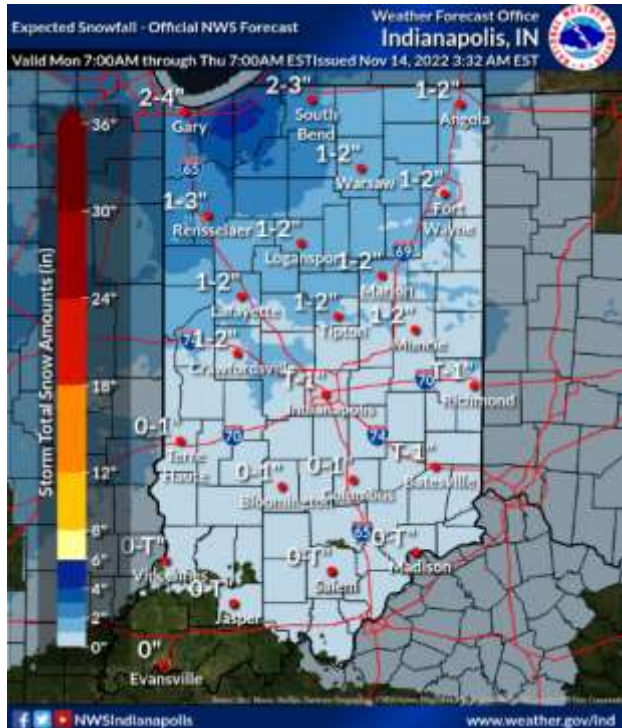 Expected Snowfall - Official NWS Forecast
Weather Forecast Office
Indianapolis, IN
Valid Mon 7:00AM through Thu 7:00AM EST
Issued Nov 14, 2022 3:32 AM EST
NATIONAL WEATHER SERVICE
Storm Total Snow Amounts (in)
36"
30"
24"
18"
12"
8"
6"
4"
2"
0"
2-4"
Gary
2-3"
South
Bend
1-2"
Angola
1-2"
Warsaw
1-2"
Fort
Wayne
65
1-3"
Rensselaer
1-2"
Logansport
69
1-2"
Marion
1-2"
Lafayette
1-2"
Tipton
1-2"
Muncie
74
1-2"
Crawfordsville
T-1"
Indianapolis
70
T-1"
Richmond
0-1"
Terre
Haute
70
74
0-1"
Bloomington
0-1"
Columbus
T-1"
Batesville
65
0-T"
Vincennes
0-T"
Jasper
0-T"
Salem
0-T"
Madison
0"
Evansville
NWSIndianapolis
www.weather.gov/ind